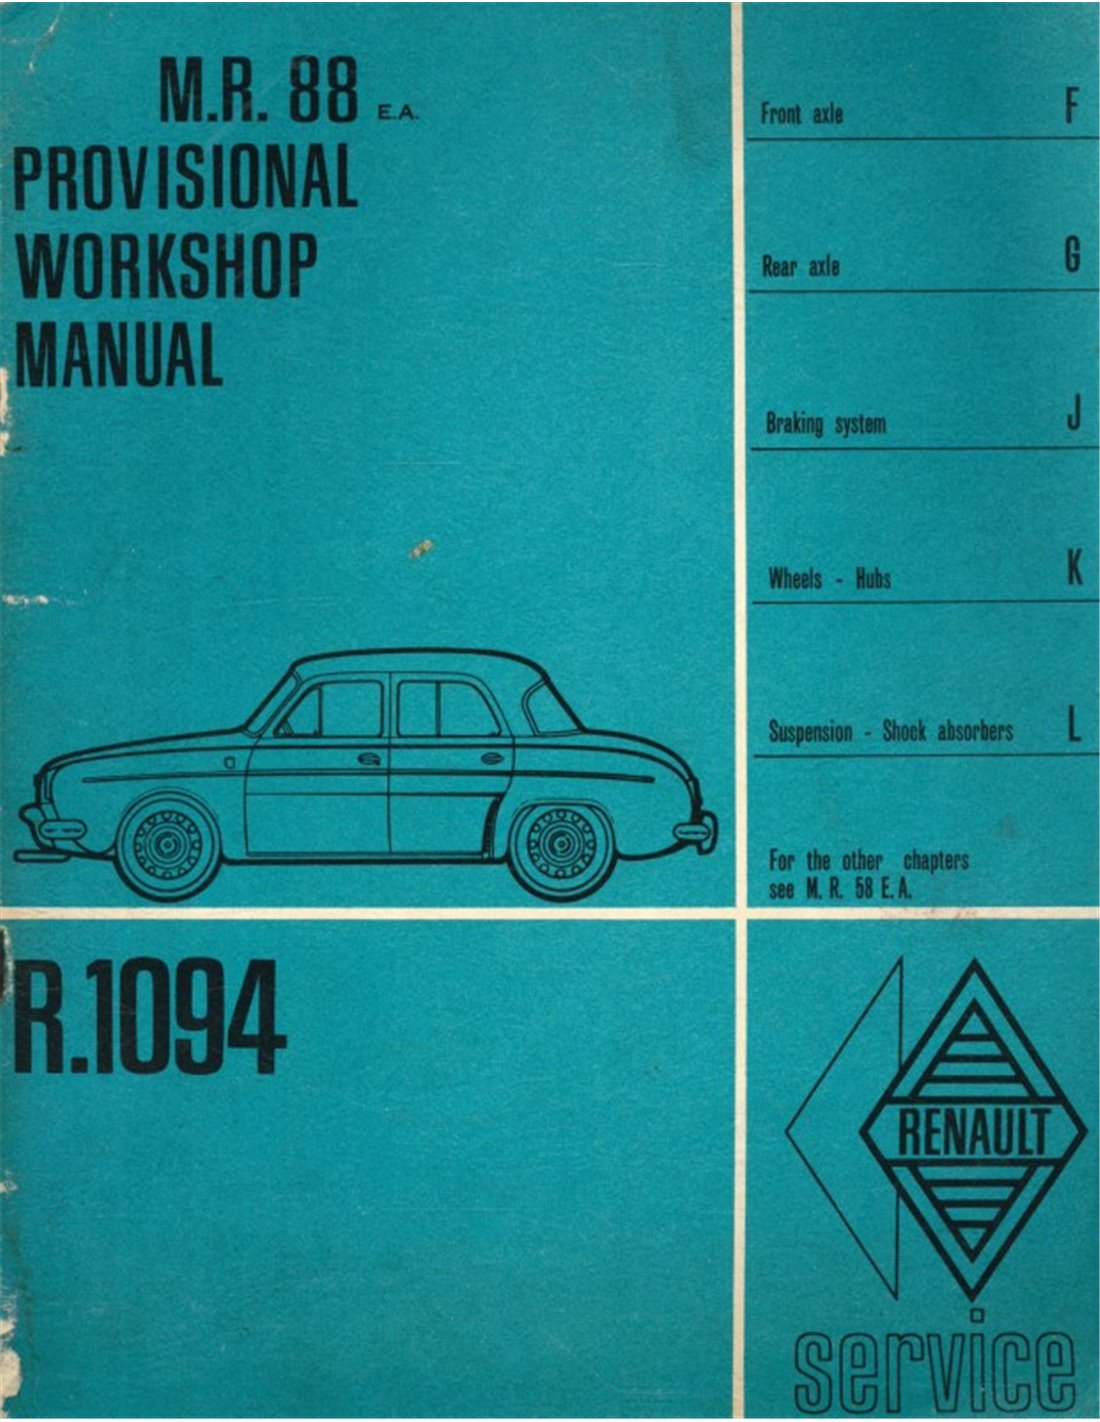 M.R. 88 E.A.
PROVISIONAL
WORKSHOP
MANUAL
Front axle F
Rear axle G
Braking system J
Wheels - Hubs K
Suspension - Shock absorbers L
For the other chapters
see M. R. 58 E. A.
R.1094
RENAULT
service